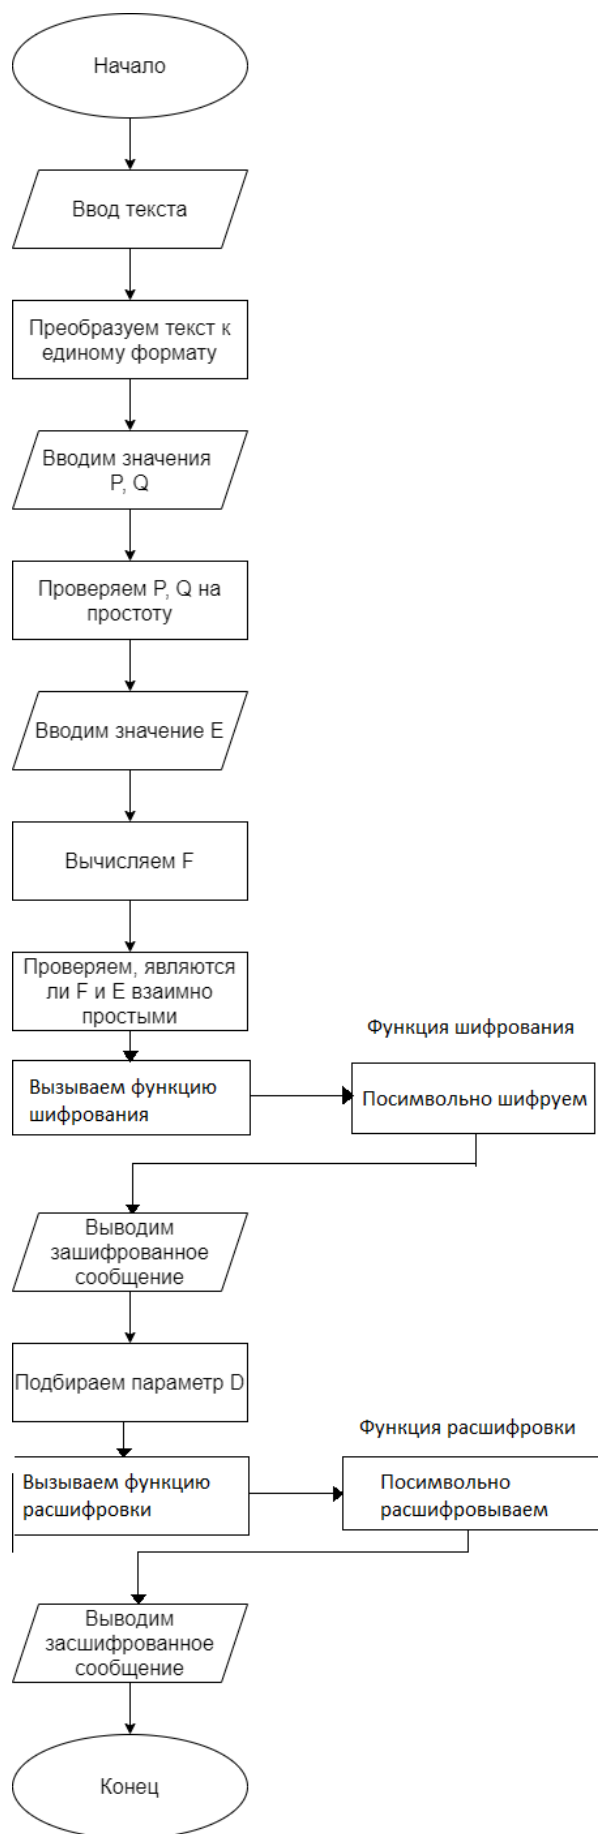 Начало
Ввод текста
Преобразуем текст к
единому формату
Вводим значения
P, Q
Проверяем P, Q на
простоту
Вводим значение E
Вычисляем F
Проверяем, являются
ли F и E взаимно
простыми
Функция шифрования
Вызываем функцию
шифрования
Посимвольно шифруем
Выводим
зашифрованное
сообщение
Подбираем параметр D
Функция расшифровки
Вызываем функцию
расшифровки
Посимвольно
расшифровываем
Выводим
засшифрованное
сообщение
Конец